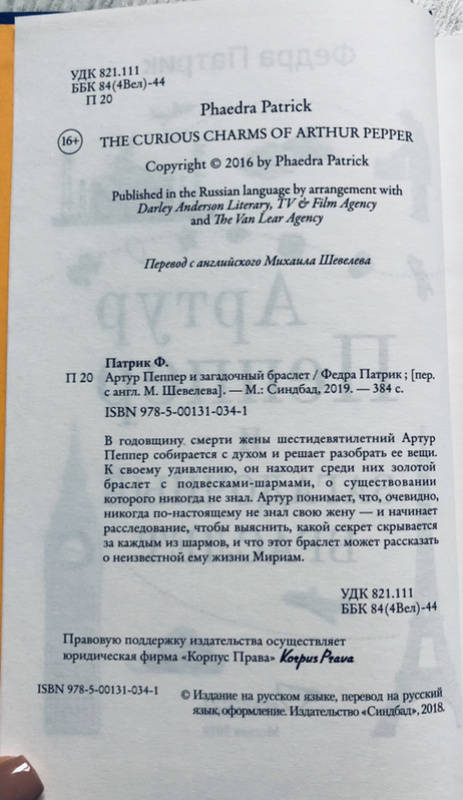 УДК 821.111
ББК 84(4Вел)-44
П 20
Phaedra Patrick
16+
THE CURIOUS CHARMS OF ARTHUR PEPPER
Copyright © 2016 by Phaedra Patrick
Published in the Russian language by arrangement with
Darley Anderson Literary, TV & Film Agency
and The Van Lear Agency
Перевод с английского Михаила Шевелева
Патрик Ф.
П 20 Артур Пеппер и загадочный браслет / Федра Патрик ; [пер.
с англ. М. Шевелева]. — М.: Синдбад, 2019. — 384 с.
ISBN 978-5-00131-034-1
В годовщину смерти жены шестидевятилетний Артур
Пеппер собирается с духом и решает разобрать ее вещи.
К своему удивлению, он находит среди них золотой
браслет с подвесками-шармами, о существовании
которого никогда не знал. Артур понимает, что, очевидно,
никогда по-настоящему не знал свою жену — и начинает
расследование, чтобы выяснить, какой секрет скрывается
за каждым из шармов, и что этот браслет может рассказать
о неизвестной ему жизни Мириам.
УДК 821.111
ББК 84(4Вел)-44
Правовую поддержку издательства осуществляет
юридическая фирма «Корпус Права» Korpus Prava
ISBN 978-5-00131-034-1
© Издание на русском языке, перевод на русский
язык, оформление. Издательство «Синдбад», 2018.